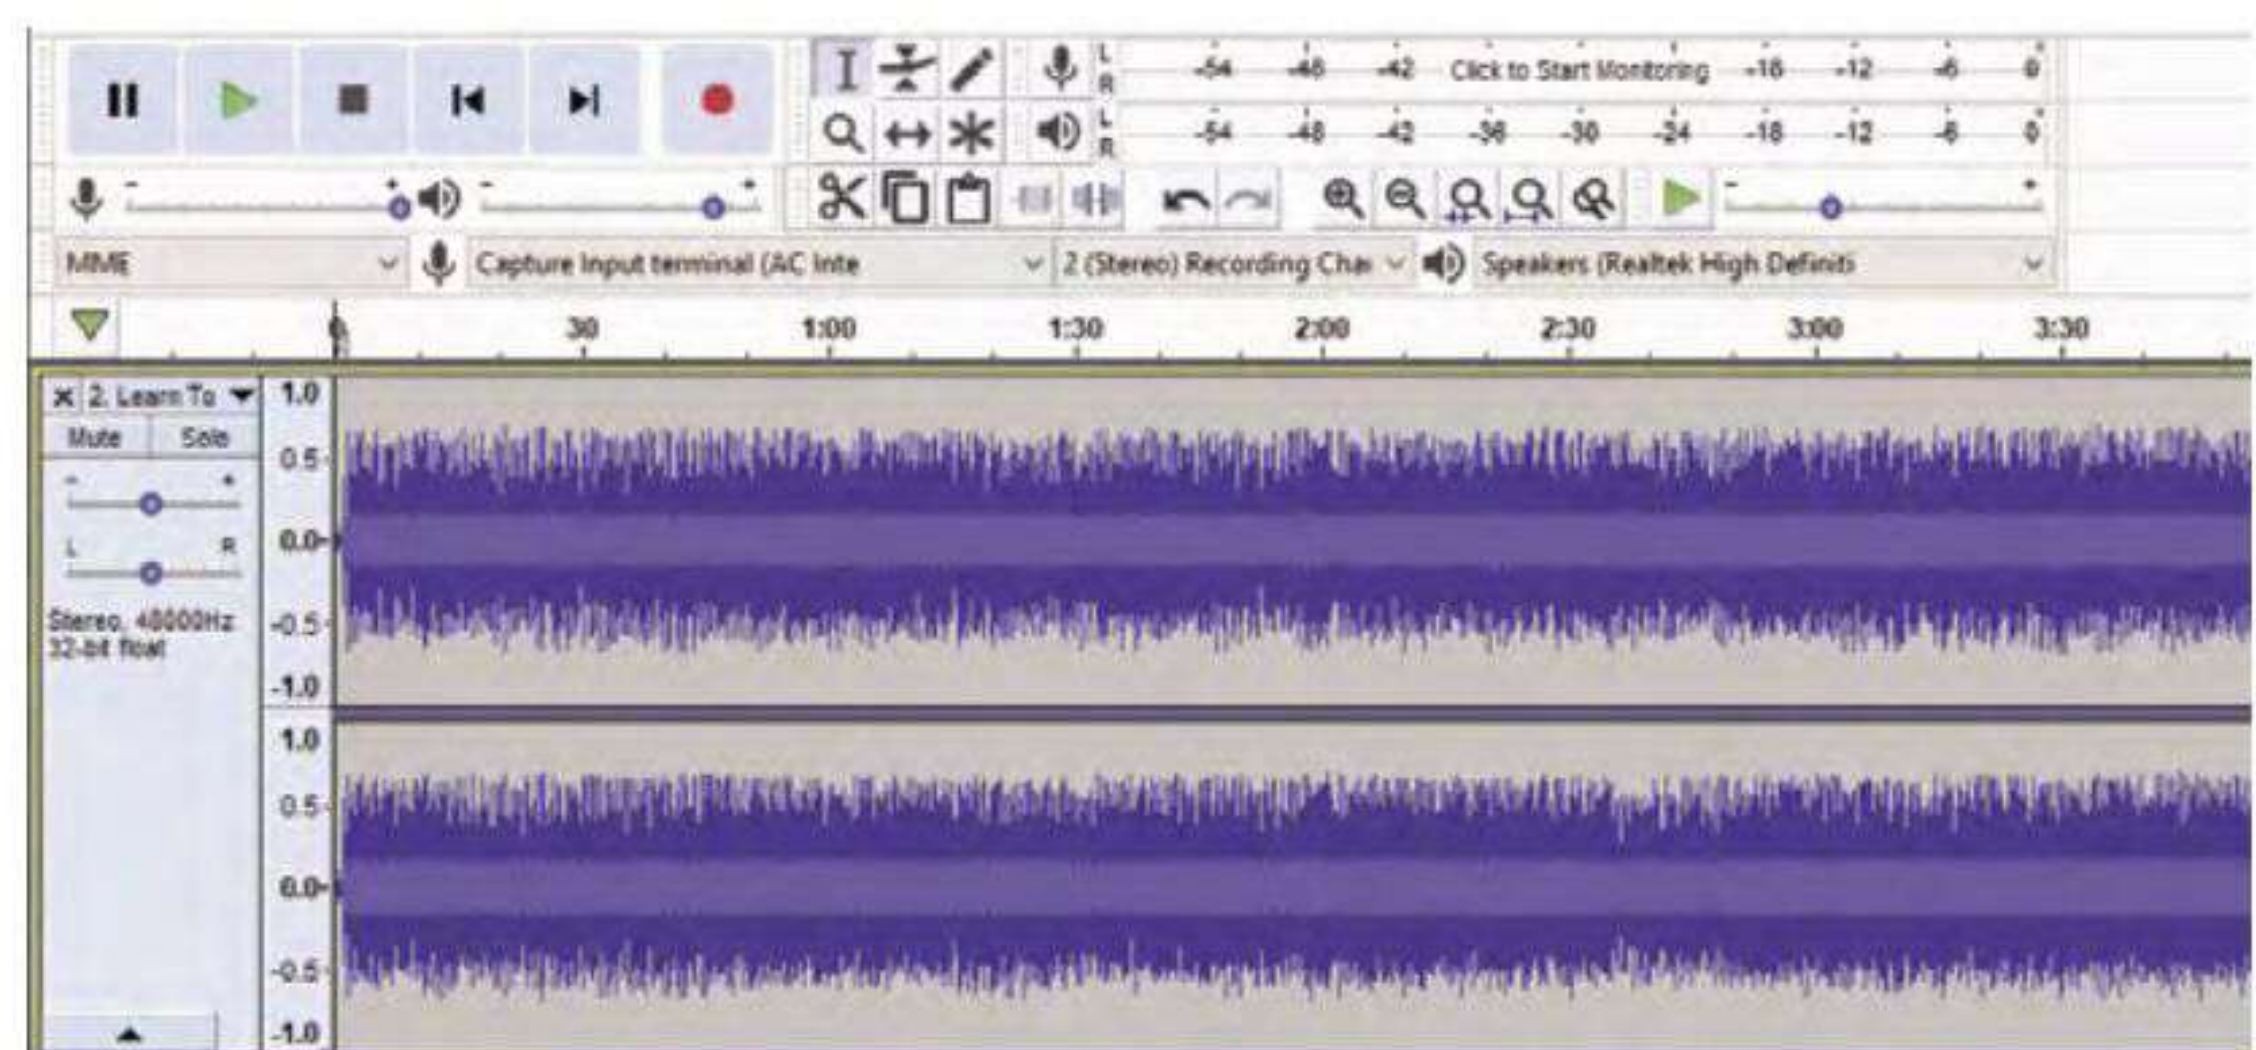 L
R
-54 -48 -42 Click to Start Monitoring -18 -12 -6 0
L
R
-54 -48 -42 -36 -30 -24 -18 -12 -6 0
- + - +
- +
MME
Capture Input terminal (AC Inte
2 (Stereo) Recording Cha
Speakers (Realtek High Definiti
0 30 1:00 1:30 2:00 2:30 3:00 3:30
2. Learn To
Mute Solo
- +
L R
Stereo, 48000Hz
32-bit float
1.0
0.5
0.0
-0.5
-1.0
1.0
0.5
0.0
-0.5
-1.0